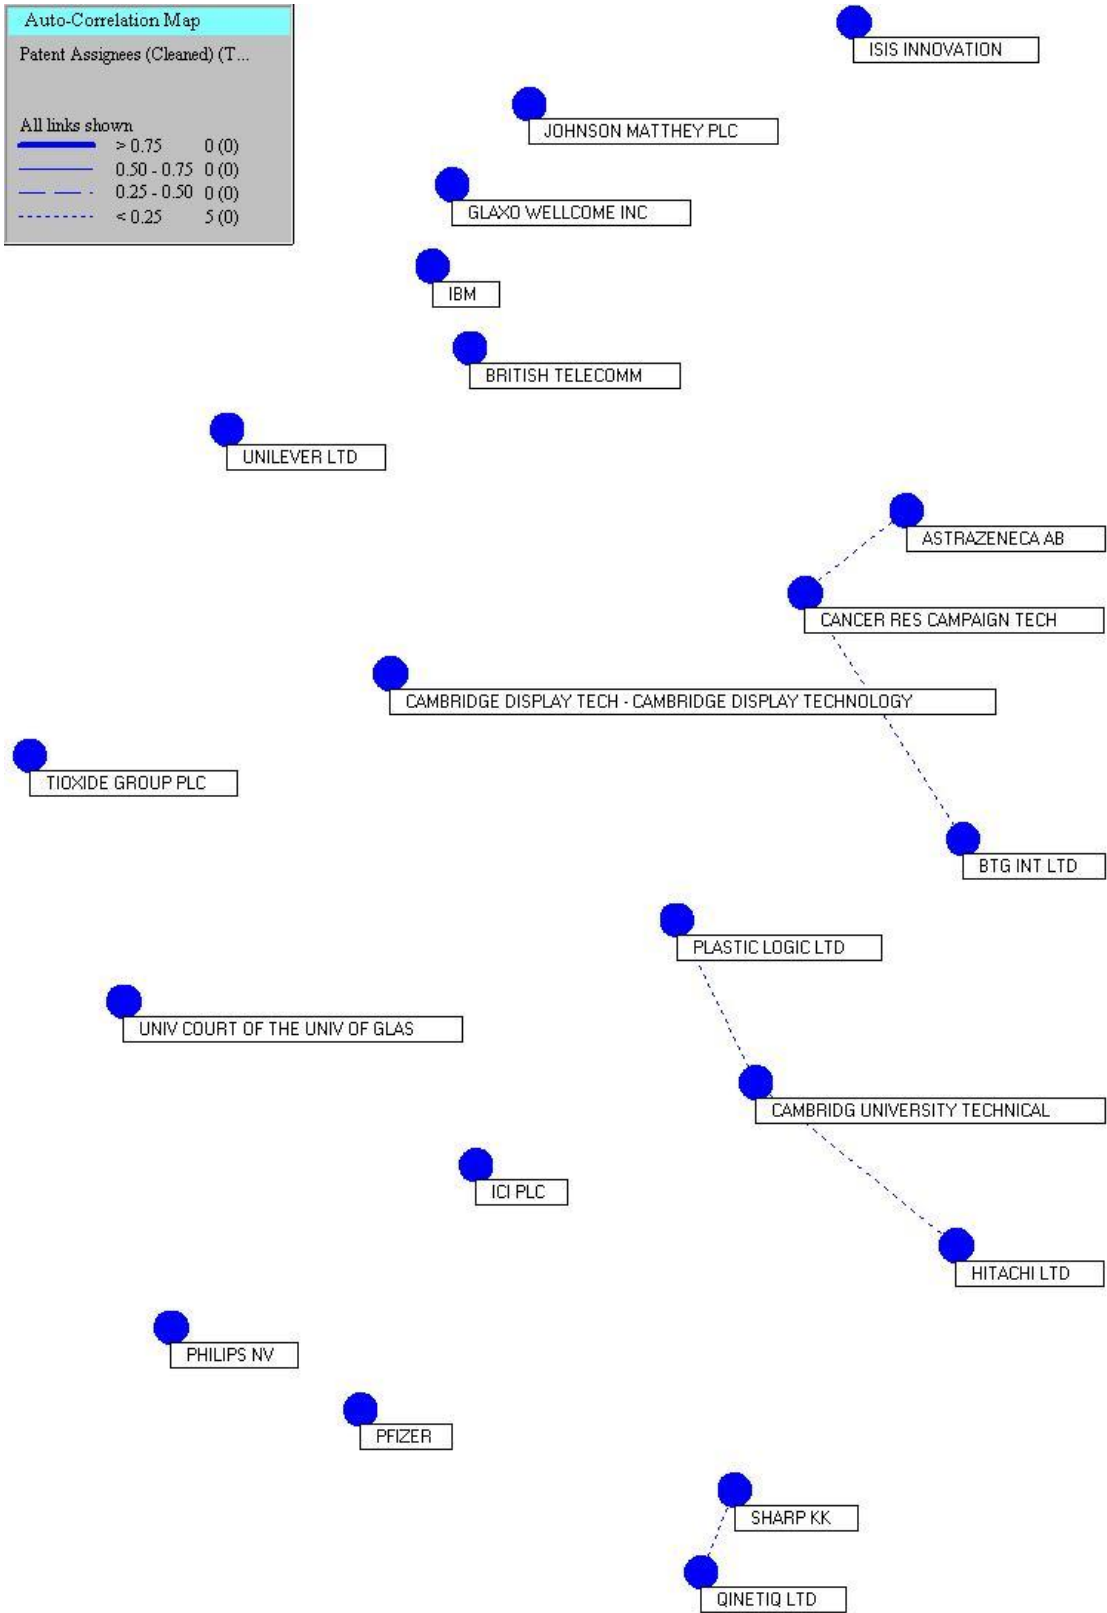 Auto-Correlation Map
Patent Assignees (Cleaned) (T...
All links shown
> 0.75 0 (0)
0.50 - 0.75 0 (0)
0.25 - 0.50 0 (0)
< 0.25 5 (0)
ISIS INNOVATION
JOHNSON MATTHEY PLC
GLAXO WELLCOME INC
IBM
BRITISH TELECOMM
UNILEVER LTD
ASTRAZENECA AB
CANCER RES CAMPAIGN TECH
CAMBRIDGE DISPLAY TECH - CAMBRIDGE DISPLAY TECHNOLOGY
TIOXIDE GROUP PLC
BTG INT LTD
PLASTIC LOGIC LTD
UNIV COURT OF THE UNIV OF GLAS
CAMBRIDG UNIVERSITY TECHNICAL
ICI PLC
HITACHI LTD
PHILIPS NV
PFIZER
SHARP KK
QINETIQ LTD